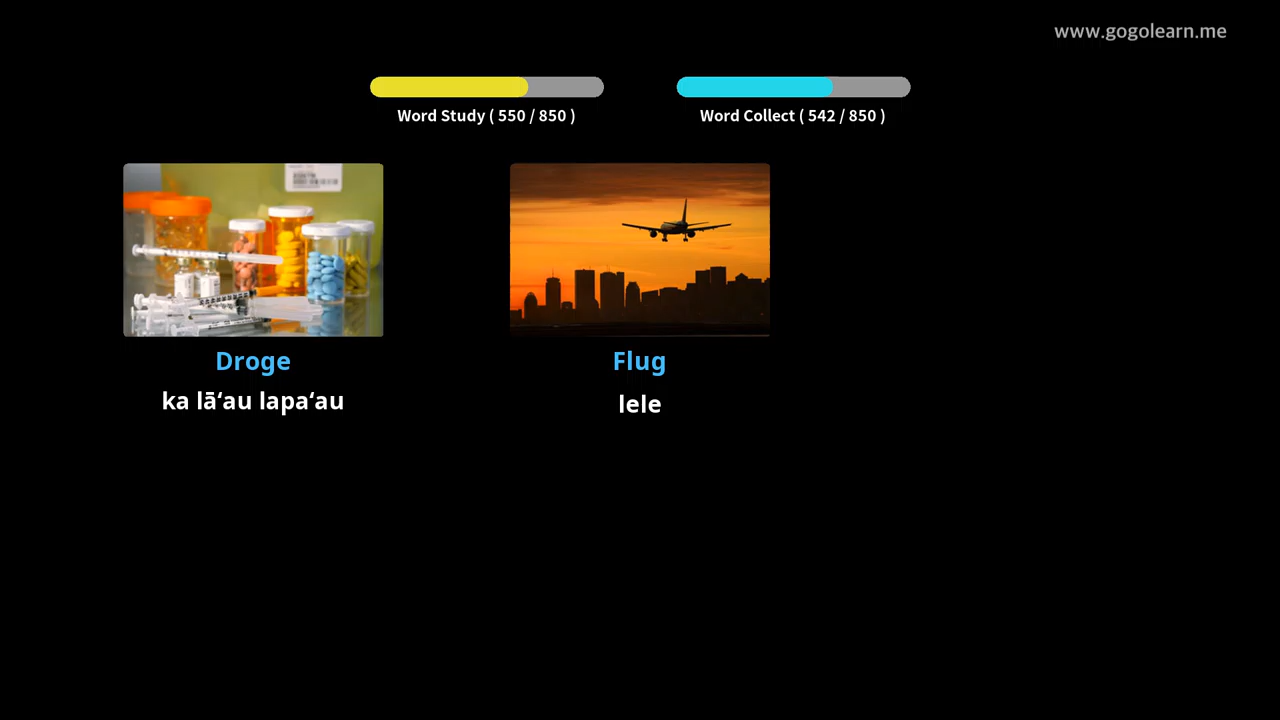 www.gogolearn.me
Word Study ( 550 / 850 )
Word Collect ( 542 / 850 )
Droge
ka lāʻau lapaʻau
Flug
lele